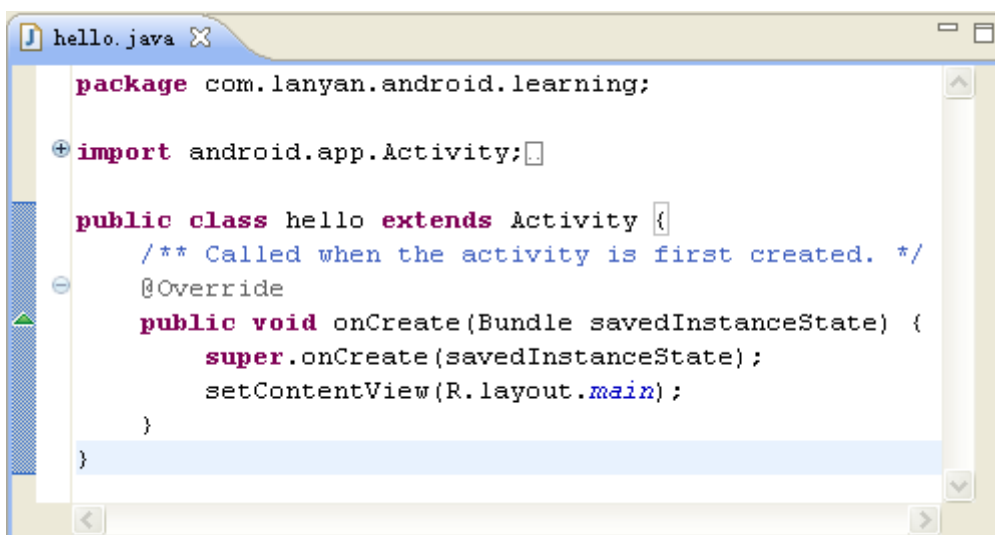 hello.java
package com.lanyan.android.learning;
import android.app.Activity;
public class hello extends Activity {
/** Called when the activity is first created. */
@Override
public void onCreate(Bundle savedInstanceState) {
super.onCreate(savedInstanceState);
setContentView(R.layout.main);
}
}